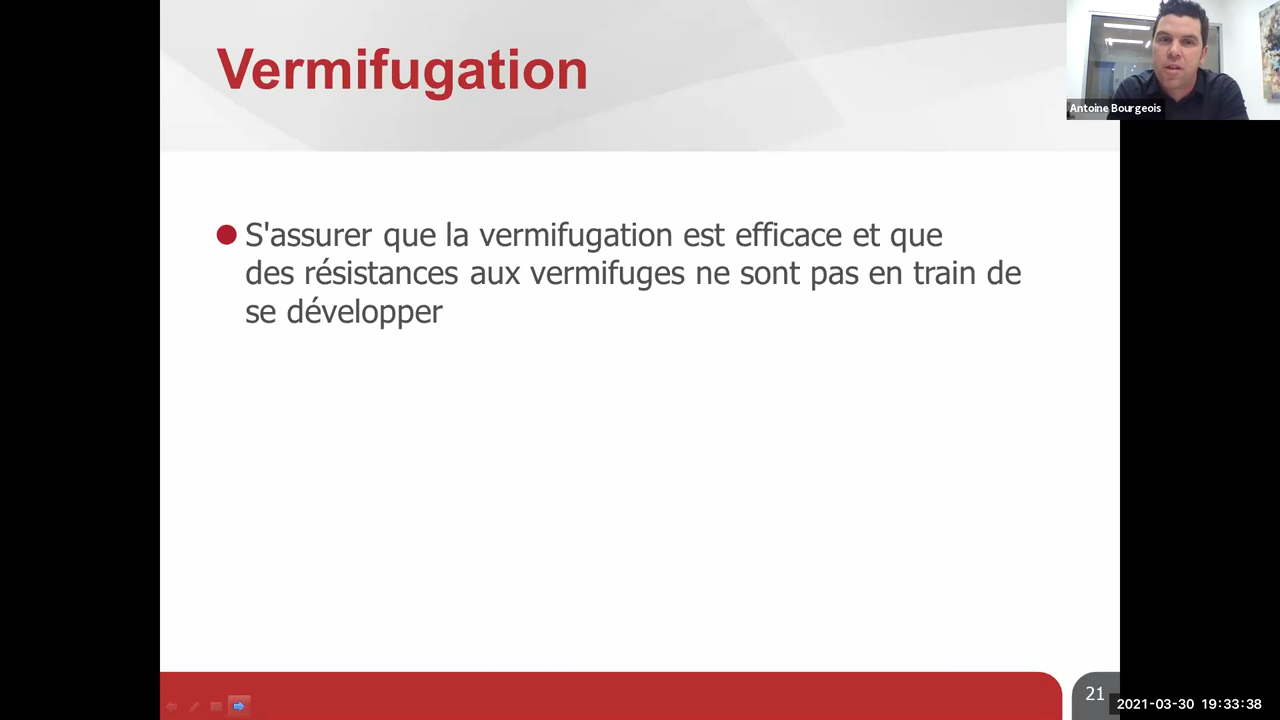 Vermifugation
Antoine Bourgeois
S'assurer que la vermifugation est efficace et que
des résistances aux vermifuges ne sont pas en train de
se développer
21
2021-03-30 19:33:38